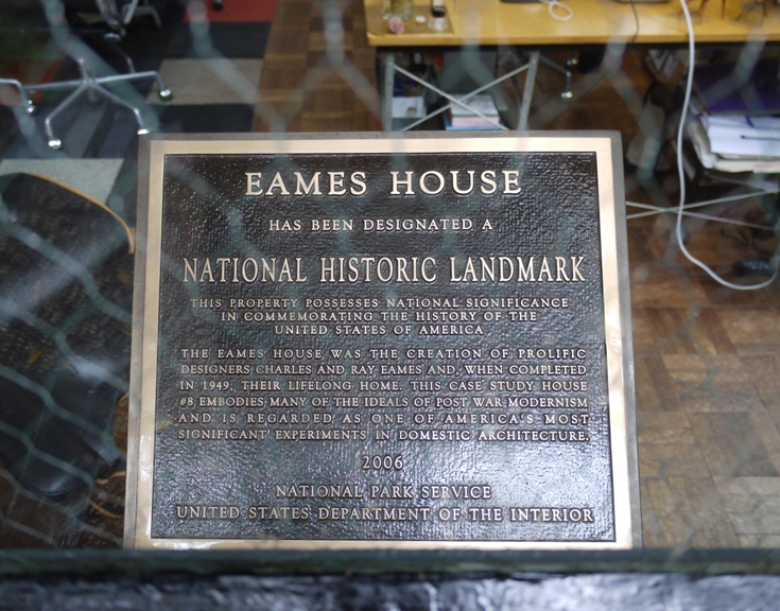 EAMES HOUSE
HAS BEEN DESIGNATED A
NATIONAL HISTORIC LANDMARK
THIS PROPERTY POSSESSES NATIONAL SIGNIFICANCE
IN COMMEMORATING THE HISTORY OF THE
UNITED STATES OF AMERICA
THE EAMES HOUSE WAS THE CREATION OF PROLIFIC
DESIGNERS CHARLES AND RAY EAMES AND, WHEN COMPLETED
IN 1949, THEIR LIFELONG HOME. THIS CASE STUDY HOUSE
#8 EMBODIES MANY OF THE IDEALS OF POST WAR MODERNISM
AND IS REGARDED AS ONE OF AMERICA'S MOST
SIGNIFICANT EXPERIMENTS IN DOMESTIC ARCHITECTURE.
2006
NATIONAL PARK SERVICE
UNITED STATES DEPARTMENT OF THE INTERIOR